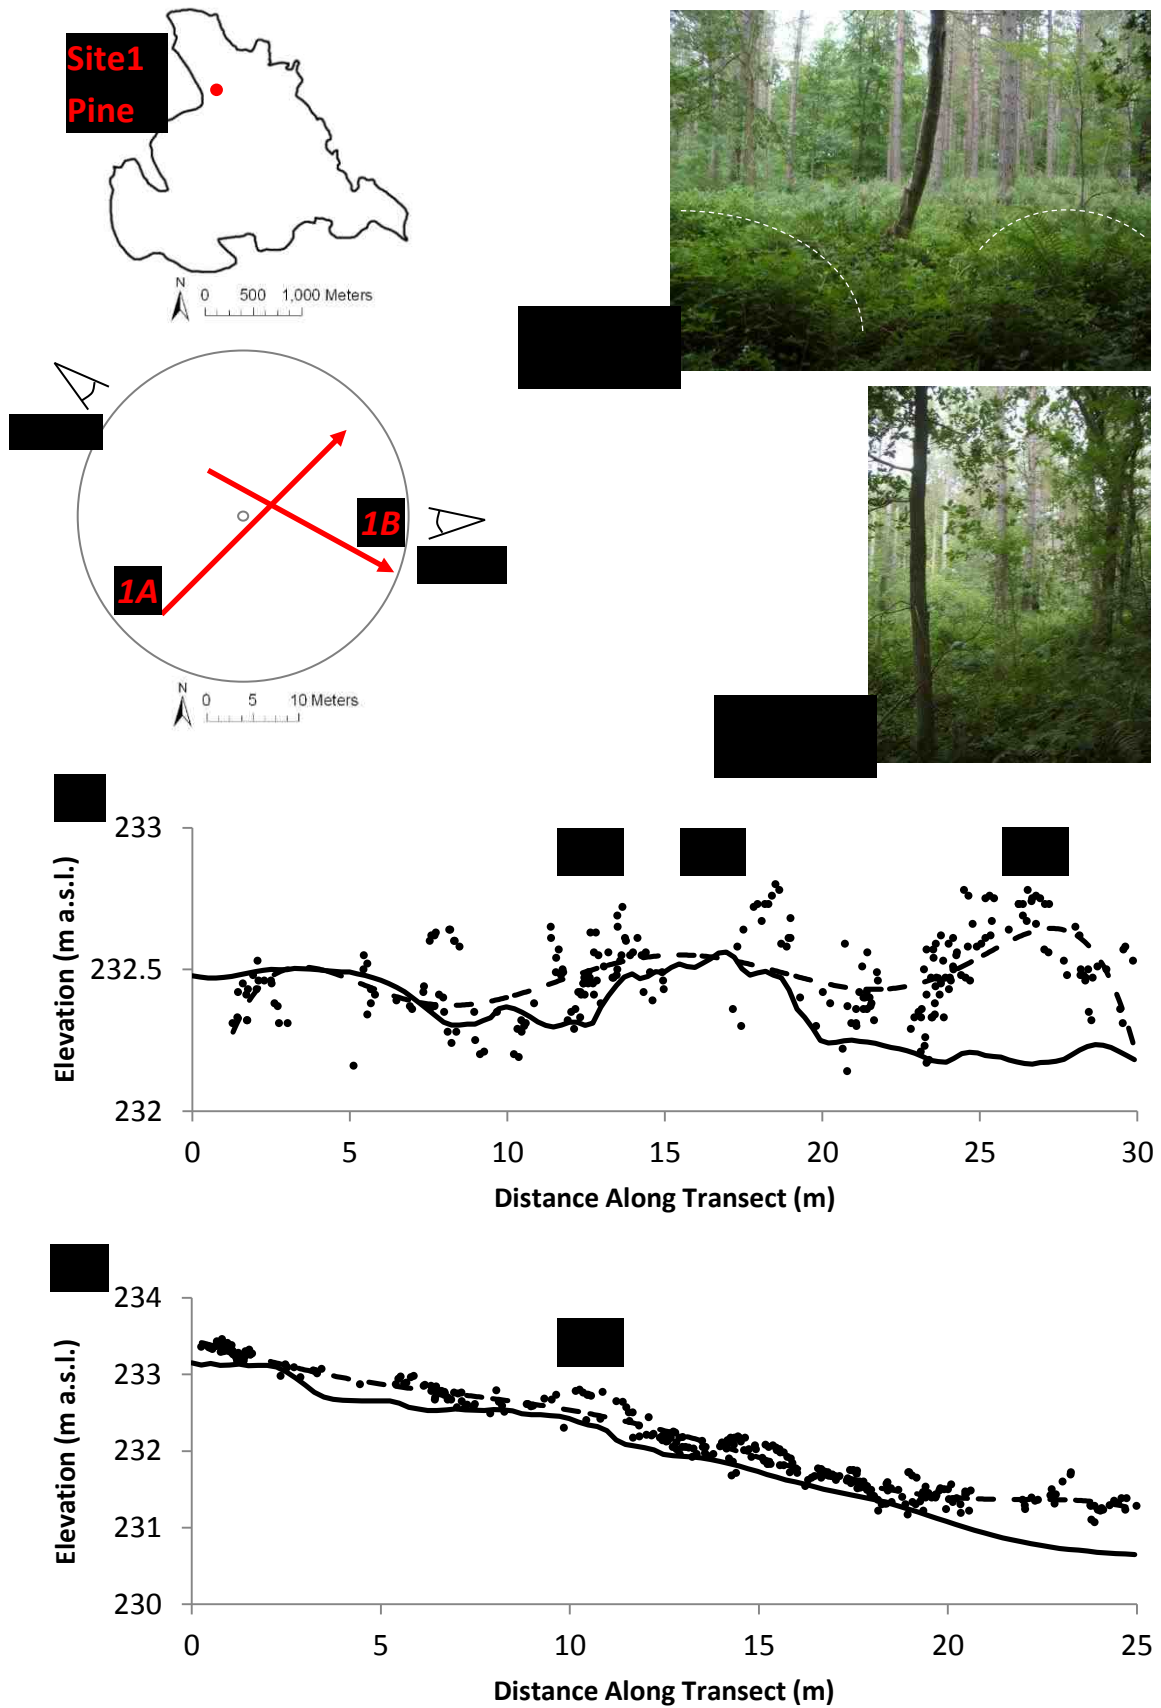 Site1
Pine
N
0 500 1,000 Meters
1B
1A
N
0 5 10 Meters
233
232.5
232
Elevation (m a.s.l.)
0 5 10 15 20 25 30
Distance Along Transect (m)
234
233
232
231
230
Elevation (m a.s.l.)
0 5 10 15 20 25
Distance Along Transect (m)